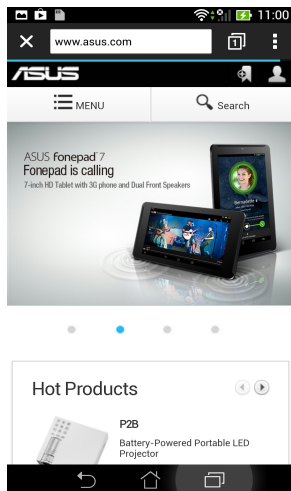 11:00
www.asus.com
1
ASUS
MENU
Search
ASUS fonepad 7
Fonepad is calling
7-inch HD Tablet with 3G phone and Dual Front Speakers
Hot Products
P2B
Battery-Powered Portable LED
Projector